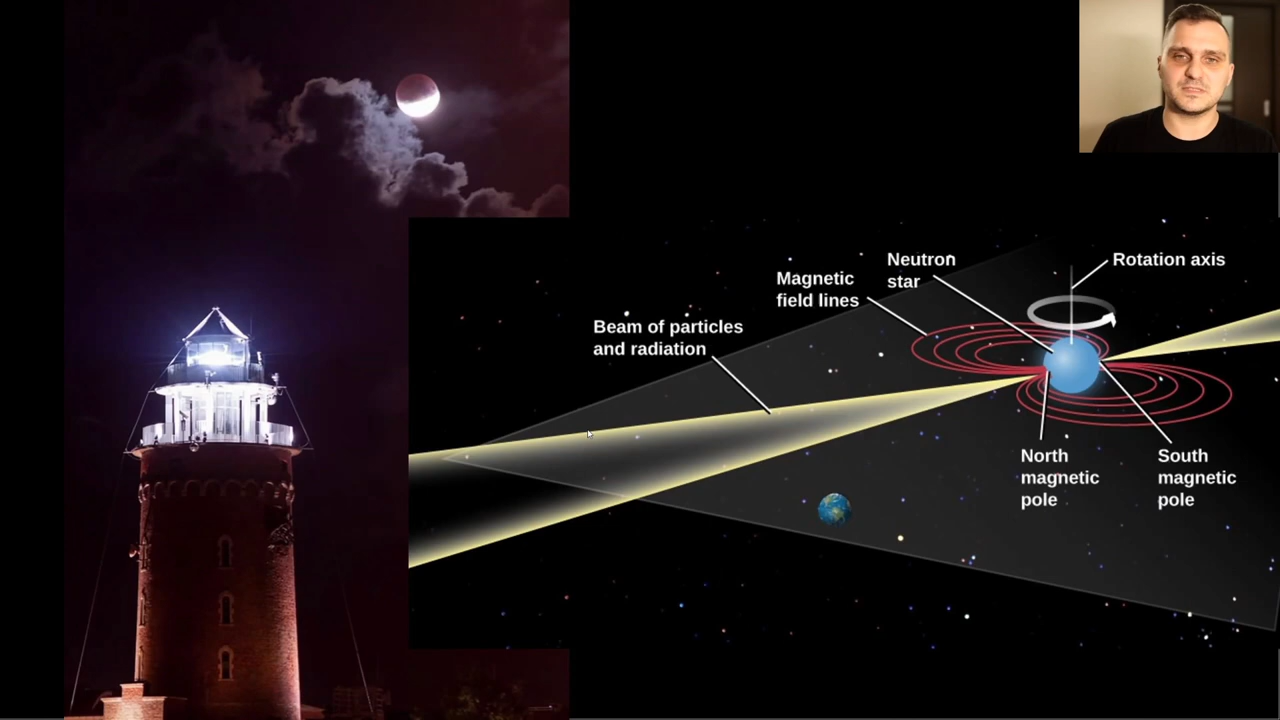 Neutron
star
Rotation axis
Magnetic
field lines
Beam of particles
and radiation
North
magnetic
pole
South
magnetic
pole